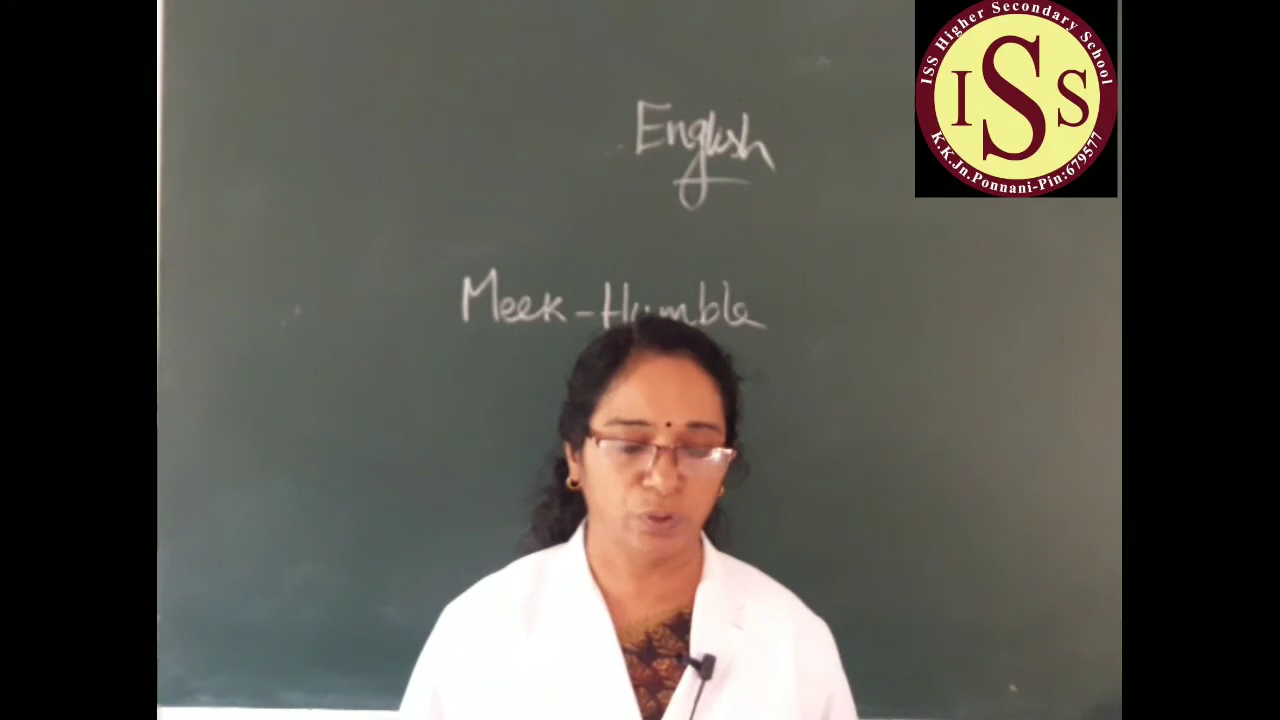 ISS Higher Secondary School
ISS
K.K.Jn.Ponnani-Pin:679577
English
Meek - Humble